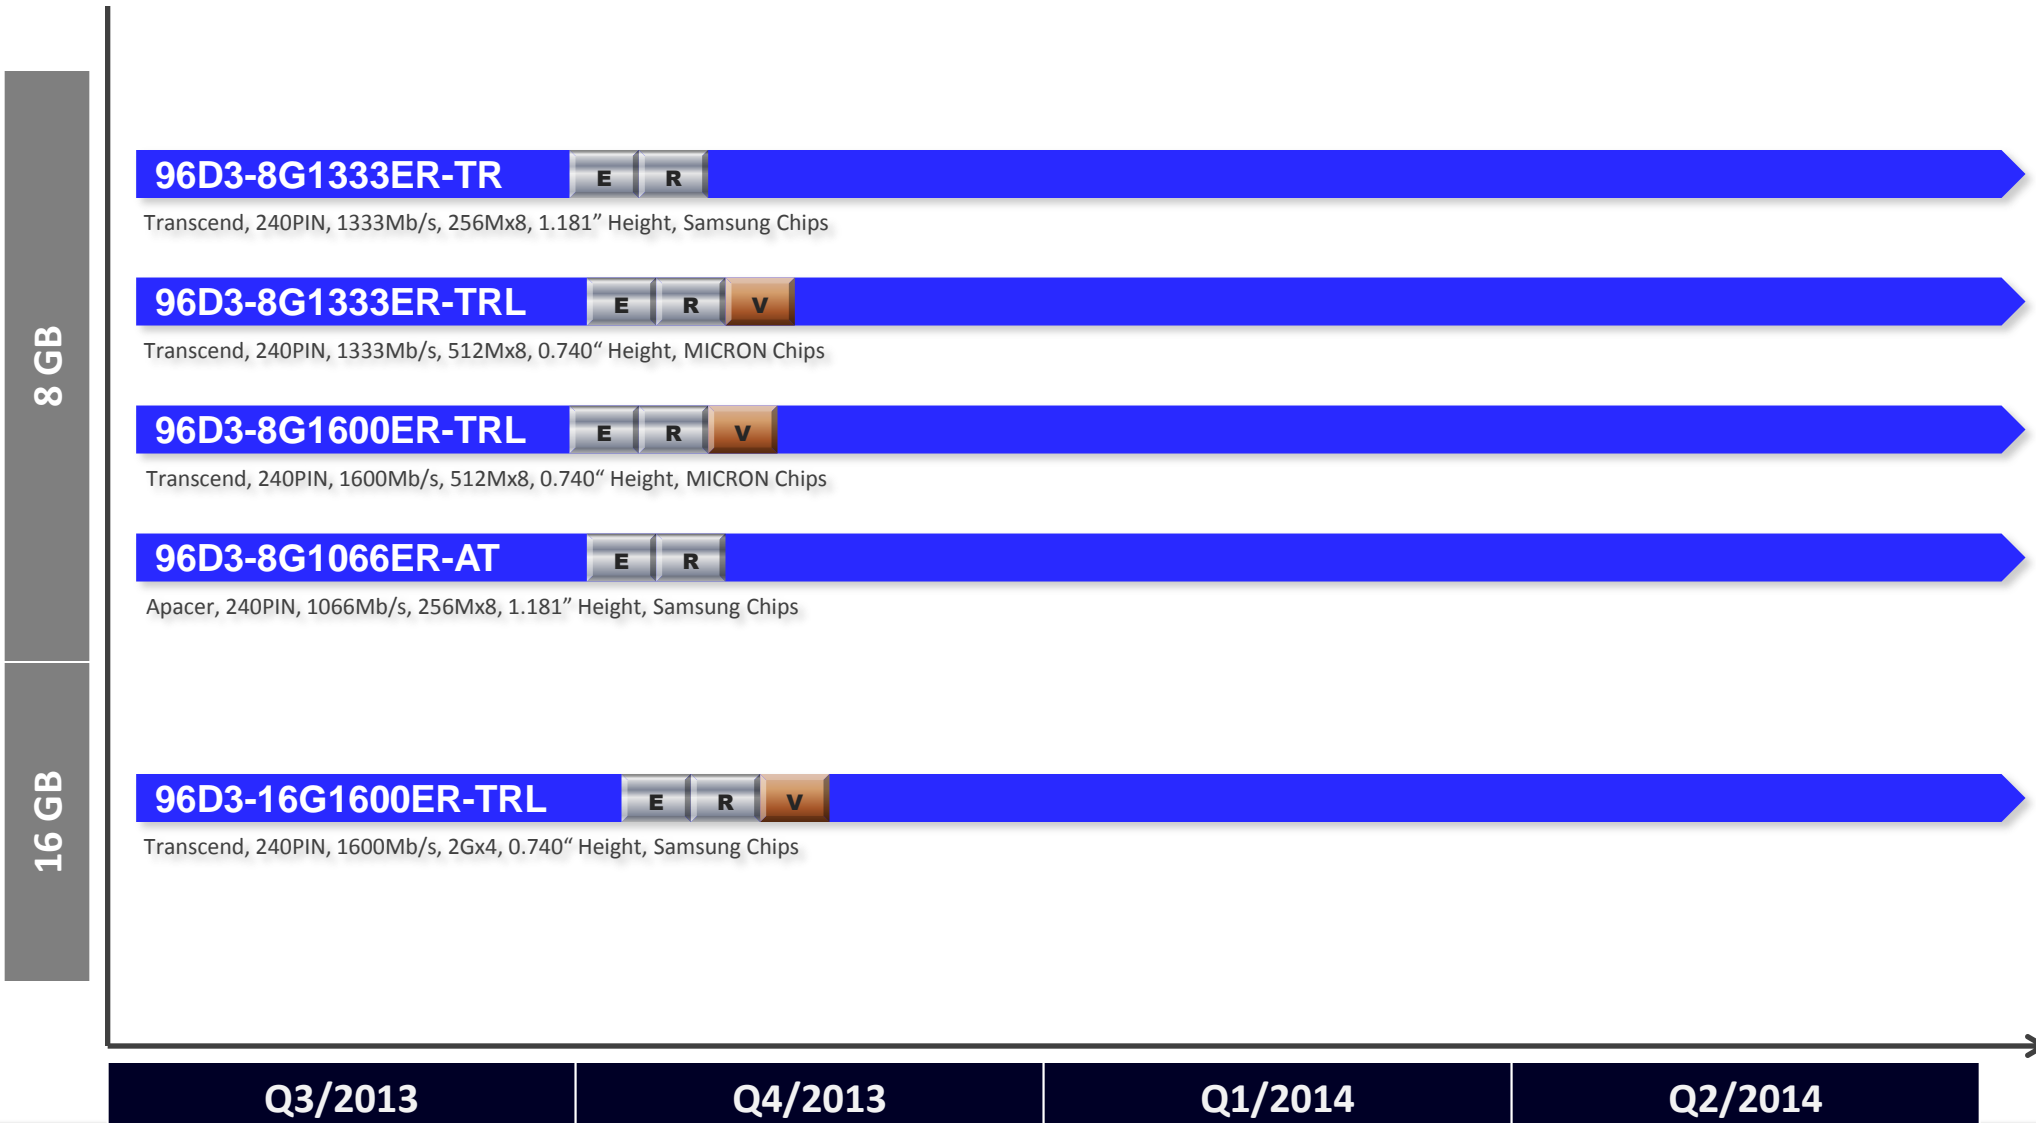 8 GB
96D3-8G1333ER-TR E R
Transcend, 240PIN, 1333Mb/s, 256Mx8, 1.181” Height, Samsung Chips
96D3-8G1333ER-TRL E R V
Transcend, 240PIN, 1333Mb/s, 512Mx8, 0.740“ Height, MICRON Chips
96D3-8G1600ER-TRL E R V
Transcend, 240PIN, 1600Mb/s, 512Mx8, 0.740“ Height, MICRON Chips
96D3-8G1066ER-AT E R
Apacer, 240PIN, 1066Mb/s, 256Mx8, 1.181” Height, Samsung Chips
16 GB
96D3-16G1600ER-TRL E R V
Transcend, 240PIN, 1600Mb/s, 2Gx4, 0.740“ Height, Samsung Chips
Q3/2013 Q4/2013 Q1/2014 Q2/2014